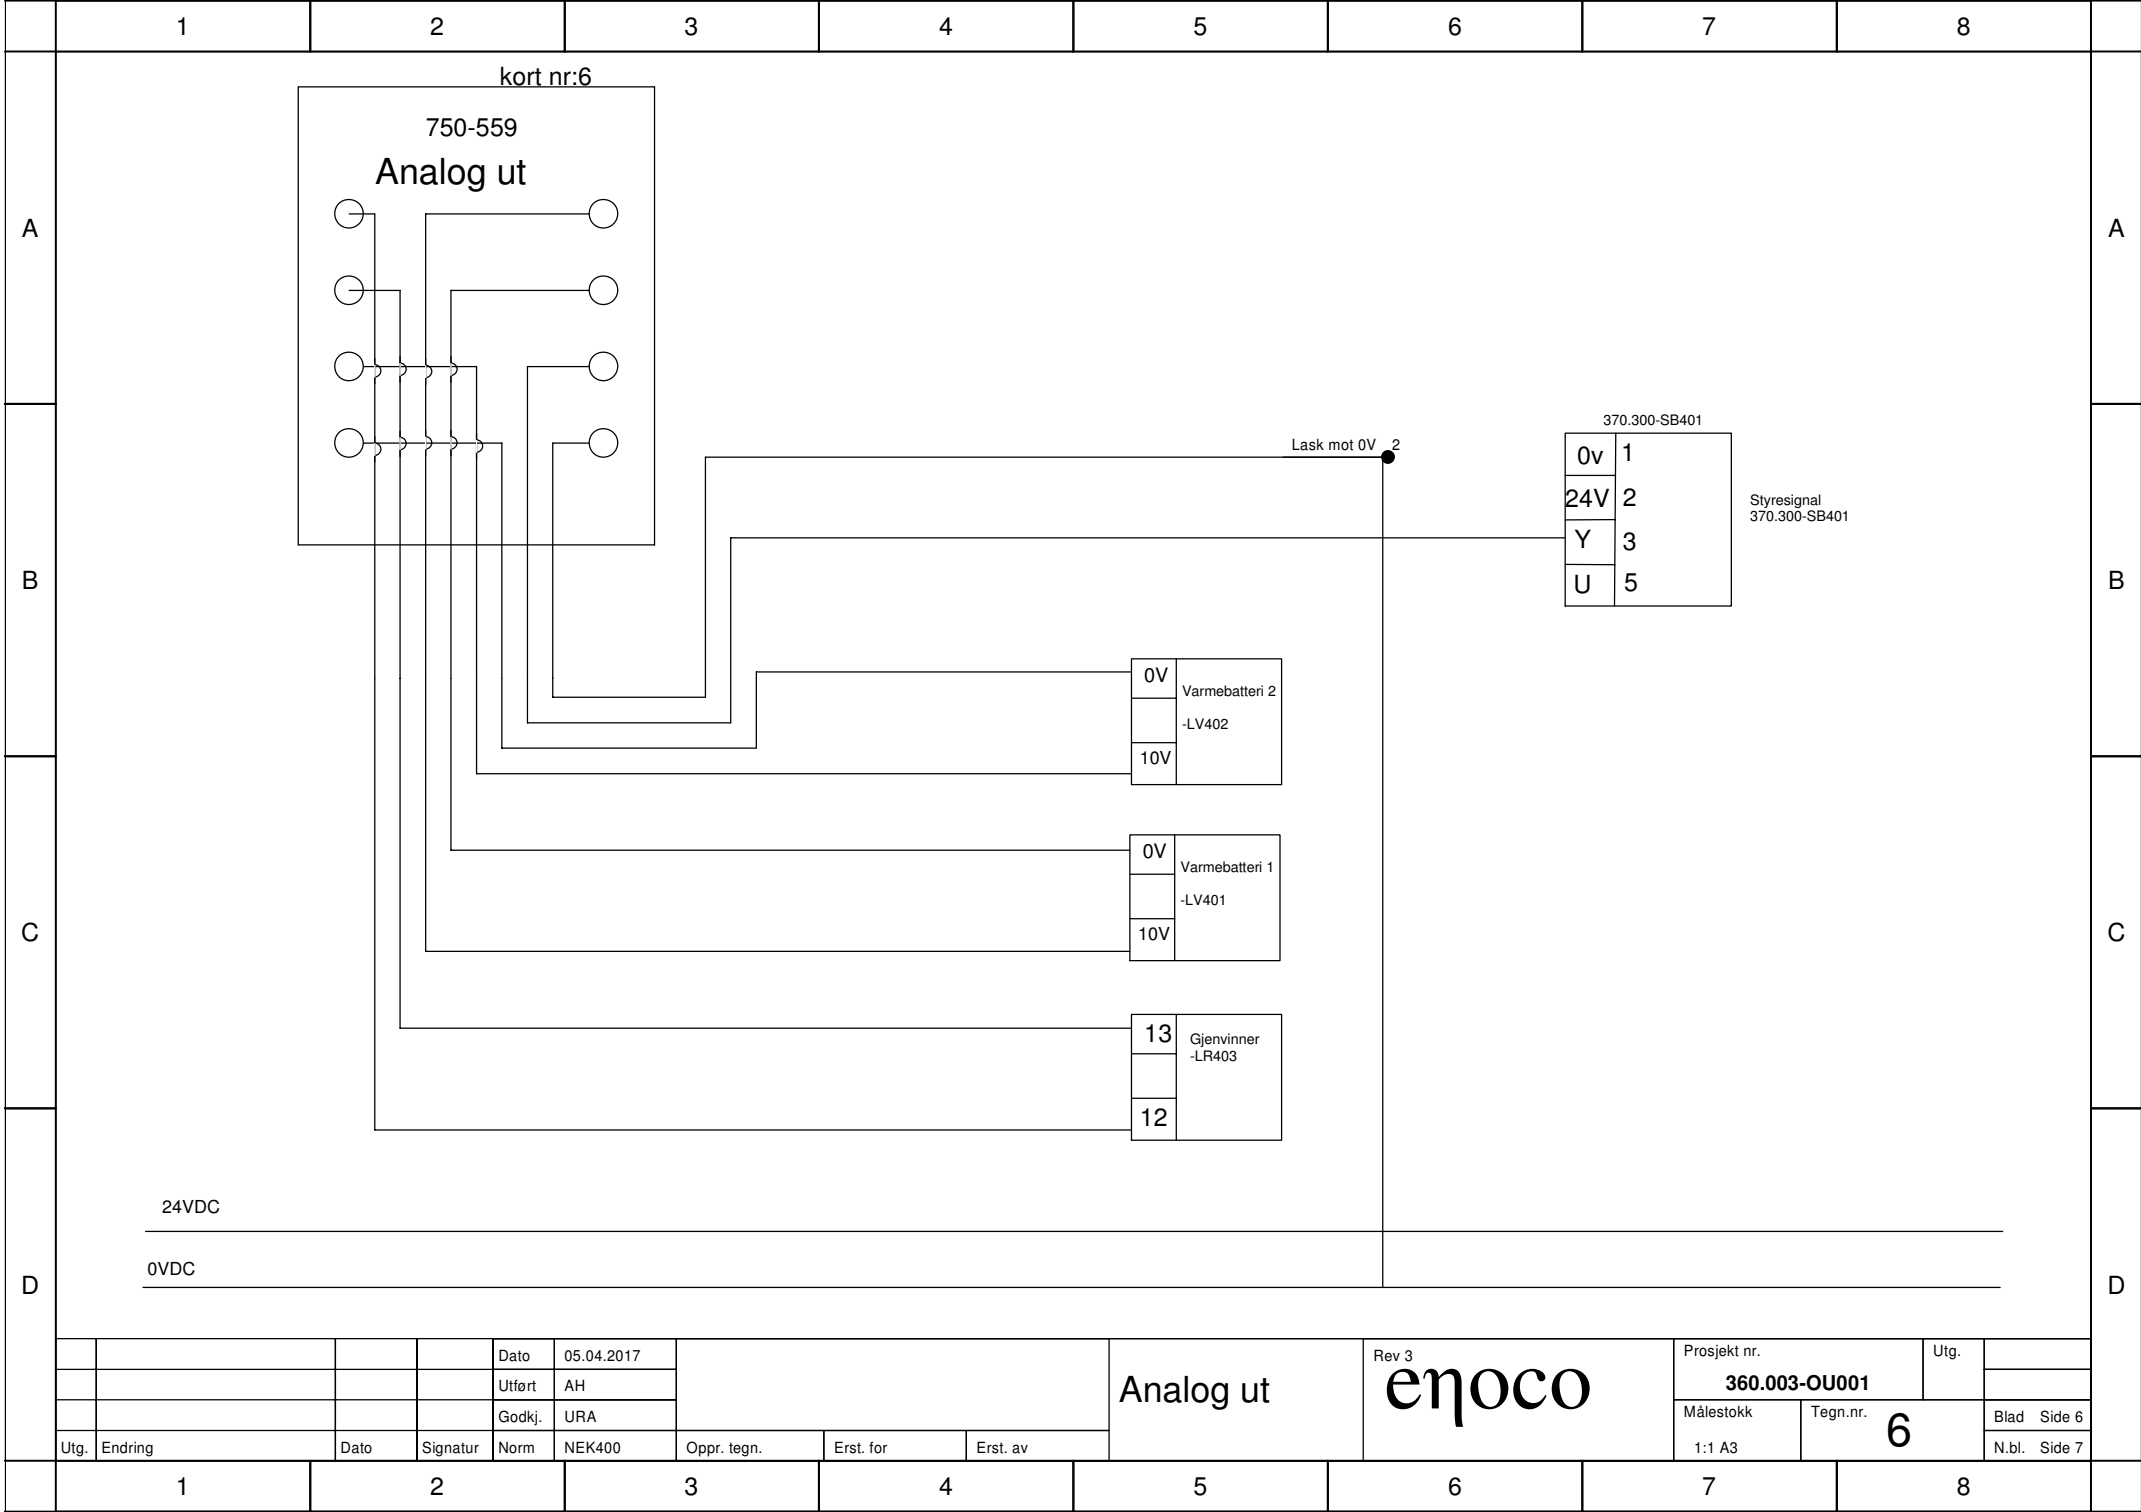 1 2 3 4 5 6 7 8
kort nr:6
750-559
Analog ut
A A
370.300-SB401
Lask mot 0V 2
0v 1
24V 2
Styresignal
370.300-SB401
Y 3
U 5
B B
0V
Varmebatteri 2
-LV402
10V
0V
Varmebatteri 1
-LV401
10V
C C
13
Gjenvinner
-LR403
12
24VDC
0VDC
D D
Dato 05.04.2017
Utført AH
Godkj. URA
Utg. Endring Dato Signatur Norm NEK400 Oppr. tegn. Erst. for Erst. av
Analog ut
Rev 3
enoco
Prosjekt nr. Utg.
360.003-OU001
Målestokk Tegn.nr.
1:1 A3 6
Blad Side 6
N.bl. Side 7
1 2 3 4 5 6 7 8